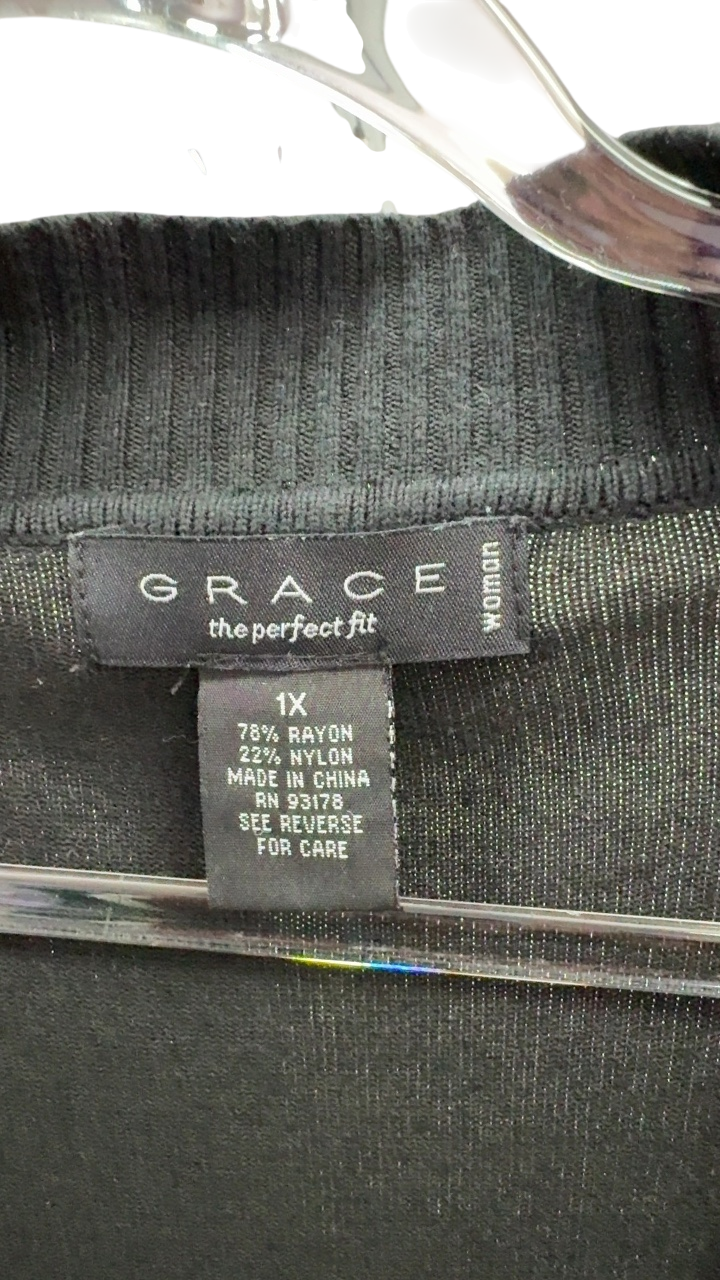 GRACE
the perfect fit
woman
1X
78% RAYON
22% NYLON
MADE IN CHINA
RN 93178
SEE REVERSE
FOR CARE